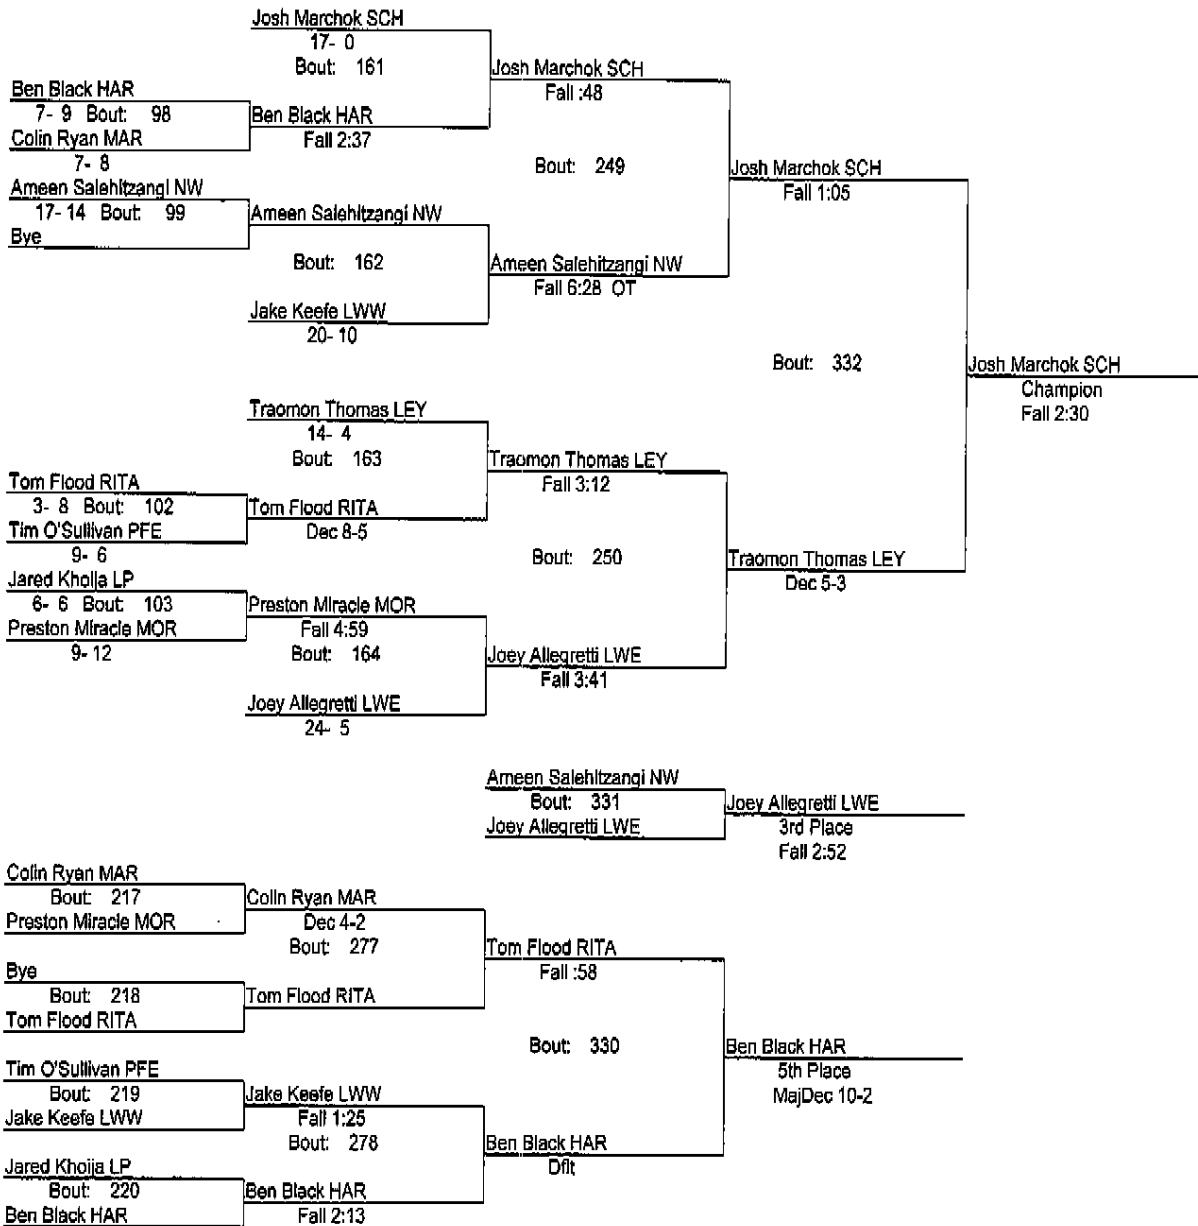 Josh Marchok SCH
17- 0
Bout: 161
Josh Marchok SCH
Fall :48
Ben Black HAR
7- 9 Bout: 98
Ben Black HAR
Fall 2:37
Colin Ryan MAR
7- 8
Bout: 249
Josh Marchok SCH
Fall 1:05
Ameen Salehitzangi NW
17- 14 Bout: 99
Ameen Salehitzangi NW
Bye
Bout: 162
Ameen Salehitzangi NW
Fall 6:28 OT
Jake Keefe LWW
20- 10
Bout: 332
Josh Marchok SCH
Champion
Fall 2:30
Traomon Thomas LEY
14- 4
Bout: 163
Traomon Thomas LEY
Fall 3:12
Tom Flood RITA
3- 8 Bout: 102
Tom Flood RITA
Dec 8-5
Tim O'Sullivan PFE
9- 6
Bout: 250
Traomon Thomas LEY
Dec 5-3
Jared Khoija LP
6- 6 Bout: 103
Preston Miracle MOR
Fall 4:59
Preston Miracle MOR
9- 12
Bout: 164
Joey Allegretti LWE
Fall 3:41
Joey Allegretti LWE
24- 5
Ameen Salehitzangi NW
Bout: 331
Joey Allegretti LWE
Joey Allegretti LWE
3rd Place
Fall 2:52
Colin Ryan MAR
Bout: 217
Colin Ryan MAR
Dec 4-2
Preston Miracle MOR
Bout: 277
Tom Flood RITA
Fall :58
Bye
Bout: 218
Tom Flood RITA
Tom Flood RITA
Bout: 330
Ben Black HAR
5th Place
MajDec 10-2
Tim O'Sullivan PFE
Bout: 219
Jake Keefe LWW
Fall 1:25
Jake Keefe LWW
Bout: 278
Ben Black HAR
Dflt
Jared Khoija LP
Bout: 220
Ben Black HAR
Fall 2:13
Ben Black HAR